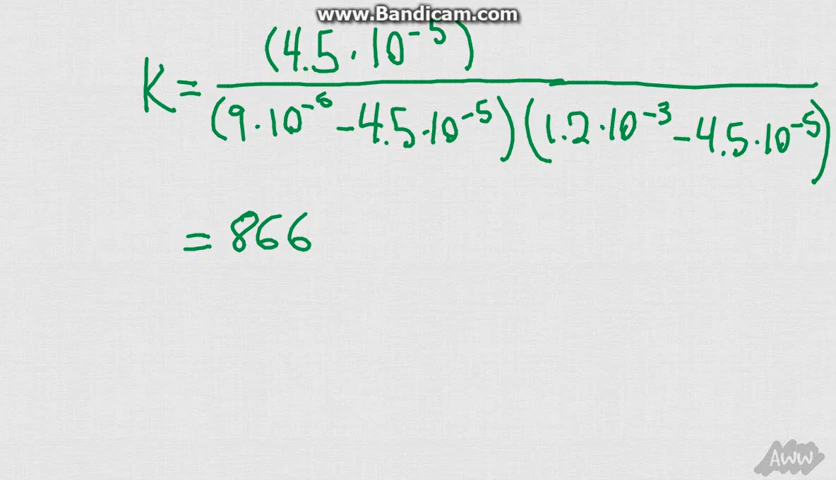 www.Bandicam.com
K = (4.5 · 10⁻⁵) / (9 · 10⁻⁵ - 4.5 · 10⁻⁵)(1.2 · 10⁻³ - 4.5 · 10⁻⁵)
= 866
AWW